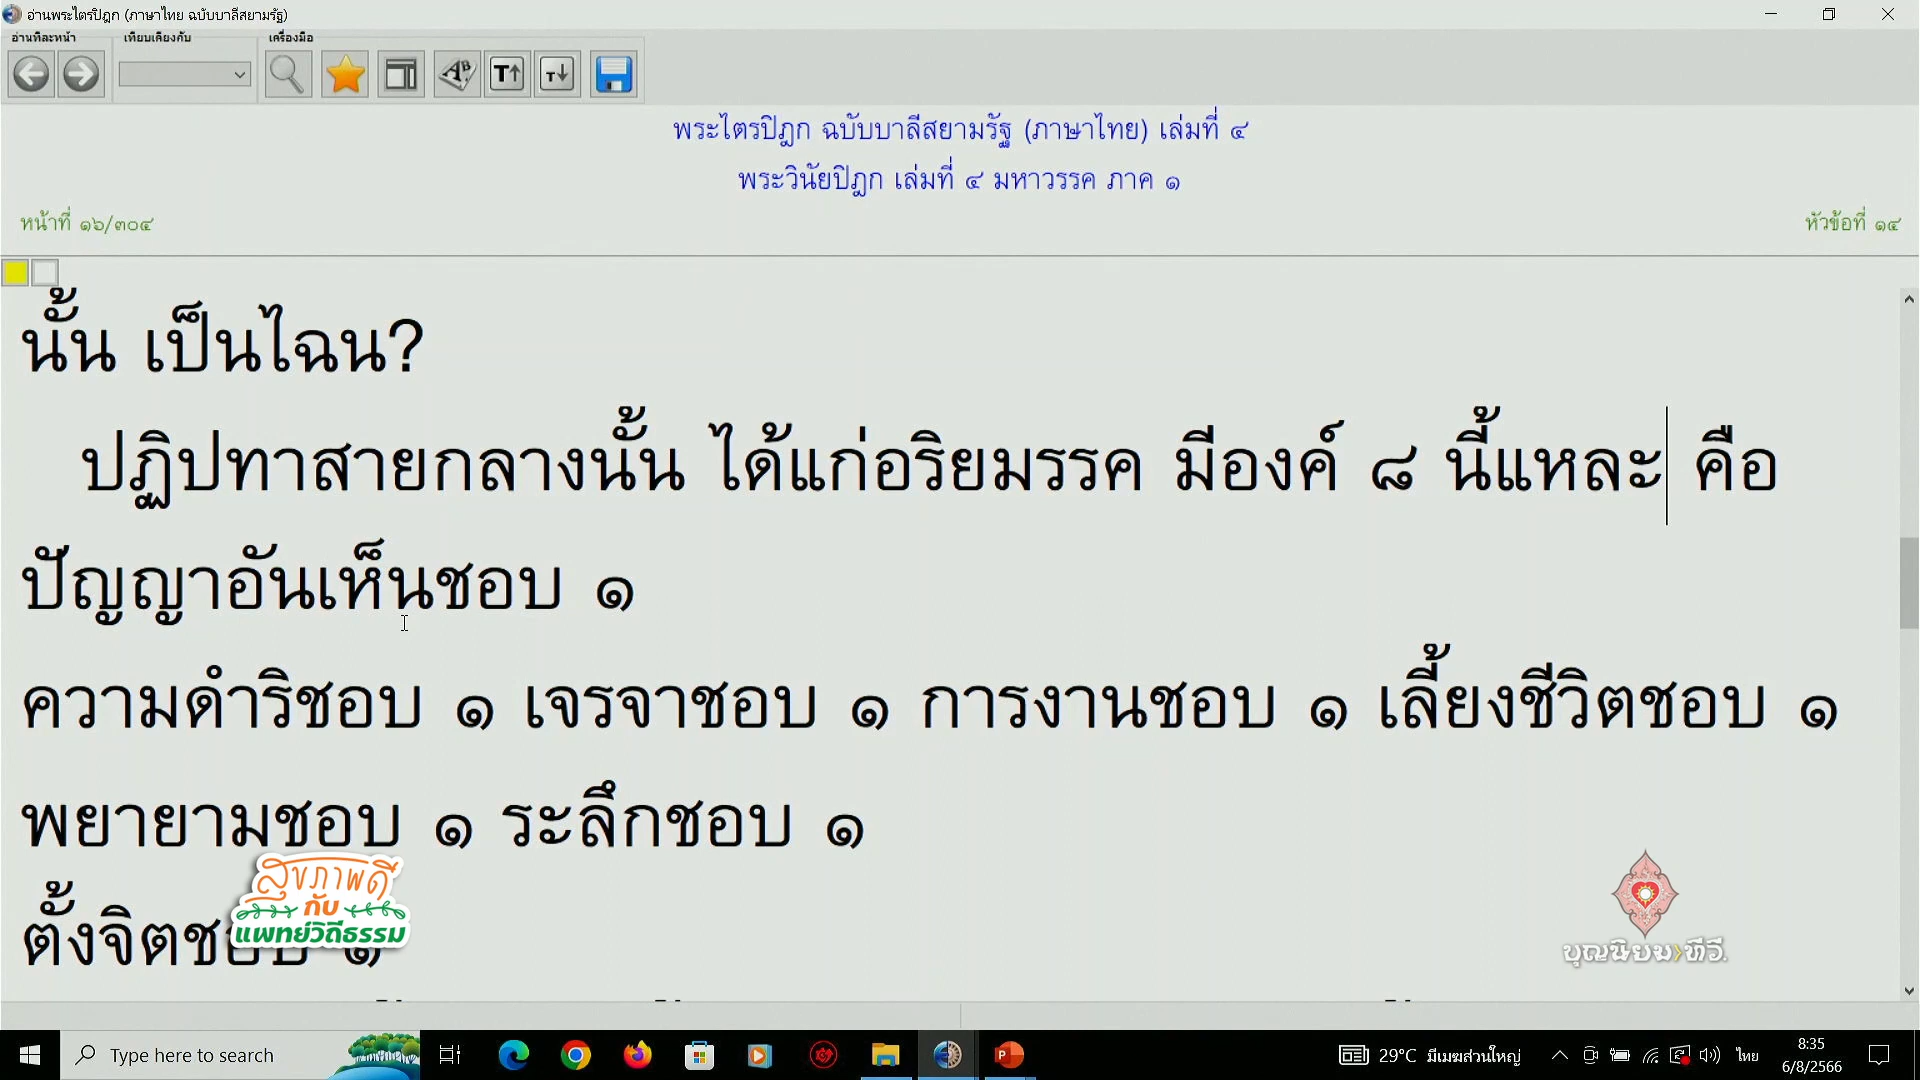 อ่านพระไตรปิฎก (ภาษาไทย ฉบับบาลีสยามรัฐ)
อ่านทีละหน้า เทียบเคียงกับ เครื่องมือ
พระไตรปิฎก ฉบับบาลีสยามรัฐ (ภาษาไทย) เล่มที่ ๔
พระวินัยปิฎก เล่มที่ ๔ มหาวรรค ภาค ๑
หน้าที่ ๑๖/๓๐๔ หัวข้อที่ ๑๔
นั้น เป็นไฉน?
ปฏิปทาสายกลางนั้น ได้แก่อริยมรรค มีองค์ ๘ นี้แหละ คือ
ปัญญาอันเห็นชอบ ๑
ความดำริชอบ ๑ เจรจาชอบ ๑ การงานชอบ ๑ เลี้ยงชีวิตชอบ ๑
พยายามชอบ ๑ ระลึกชอบ ๑
ตั้งจิตชอบ ๑
สุขภาพดี
กับ
แพทย์วิถีธรรม
บุญนิยมทีวี
Type here to search 29°C มีเมฆส่วนใหญ่ ไทย 8:35
6/8/2566